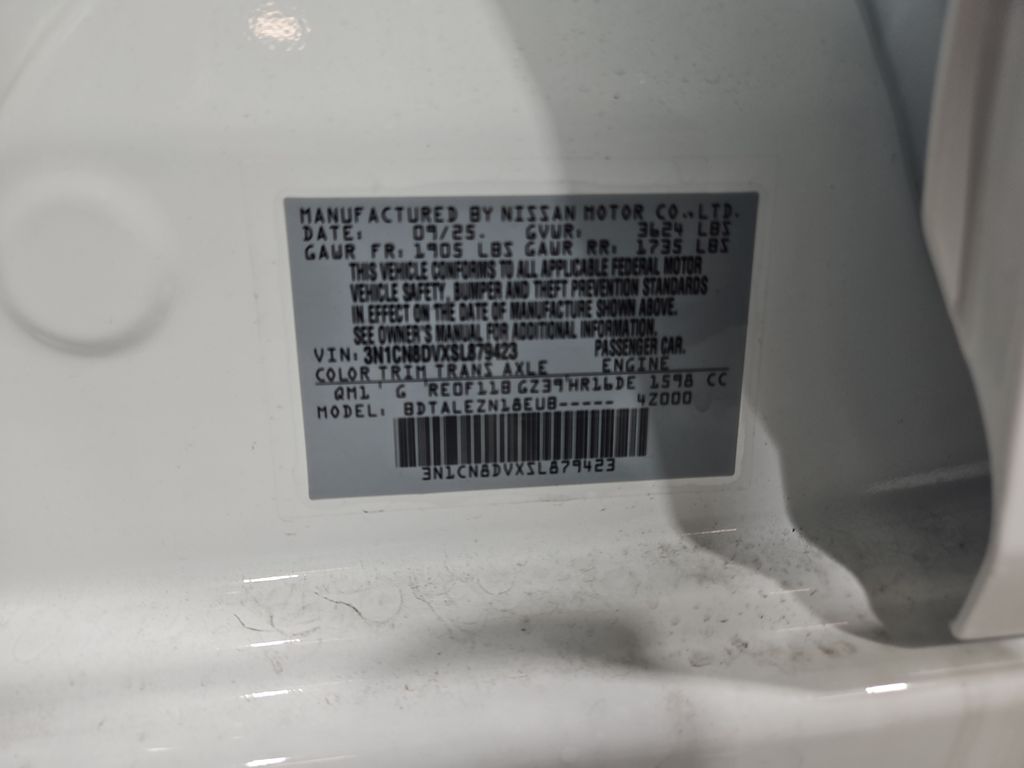 MANUFACTURED BY NISSAN MOTOR CO.,LTD.
DATE: 09/25. GVWR: 3624 LBS
GAWR FR: 1905 LBS GAWR RR: 1735 LBS
THIS VEHICLE CONFORMS TO ALL APPLICABLE FEDERAL MOTOR
VEHICLE SAFETY, BUMPER AND THEFT PREVENTION STANDARDS
IN EFFECT ON THE DATE OF MANUFACTURE SHOWN ABOVE.
SEE OWNER'S MANUAL FOR ADDITIONAL INFORMATION.
VIN: 3N1CN8DVXSL879423 PASSENGER CAR.
COLOR TRIM TRANS AXLE ENGINE
QM1 G RE0F11B GZ39 HR16DE 1598 CC
MODEL: BDTALEZN18EUB----- 4Z000
3N1CN8DVXSL879423